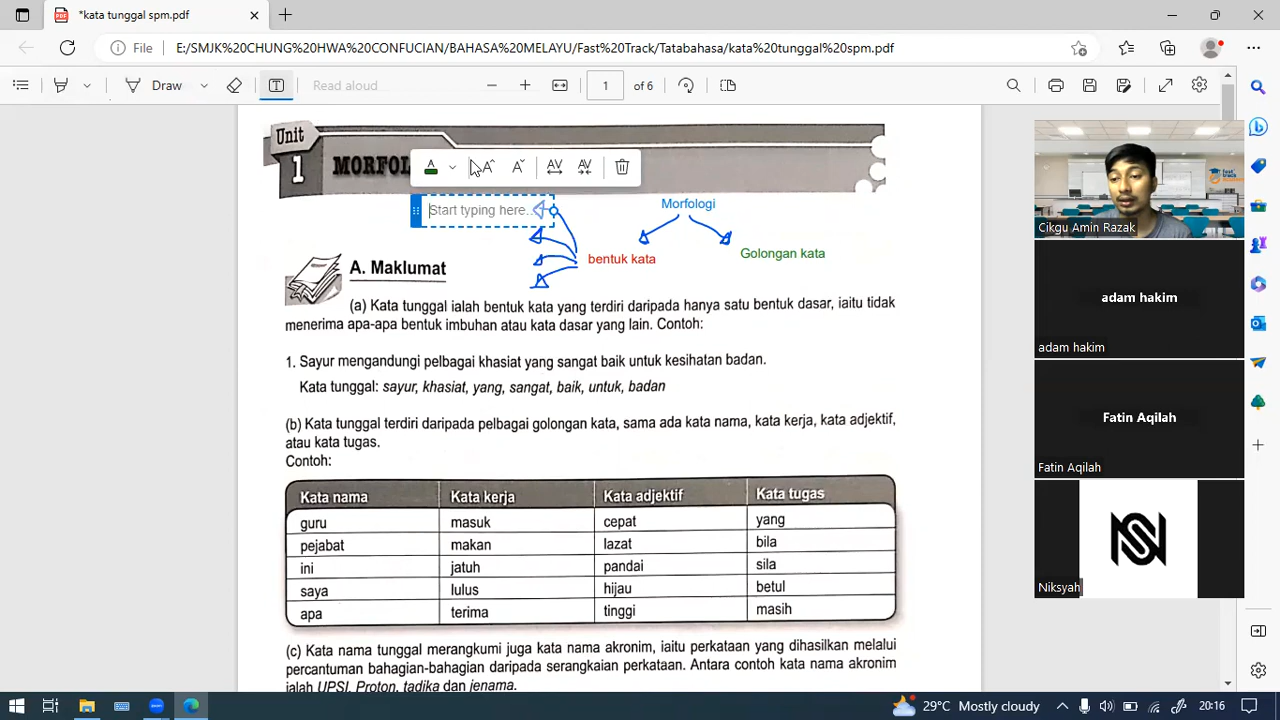 *kata tunggal spm.pdf
File
E:/SMJK%20CHUNG%20HWA%20CONFUCIAN/BAHASA%20MELAYU/Fast%20Track/Tatabahasa/kata%20tunggal%20spm.pdf
Draw
Read aloud
1 of 6
Unit
1
Start typing here...
Morfologi
bentuk kata
Golongan kata
A. Maklumat
(a) Kata tunggal ialah bentuk kata yang terdiri daripada hanya satu bentuk dasar, iaitu tidak
menerima apa-apa bentuk imbuhan atau kata dasar yang lain. Contoh:
1. Sayur mengandungi pelbagai khasiat yang sangat baik untuk kesihatan badan.
Kata tunggal: sayur, khasiat, yang, sangat, baik, untuk, badan
(b) Kata tunggal terdiri daripada pelbagai golongan kata, sama ada kata nama, kata kerja, kata adjektif,
atau kata tugas.
Contoh:
Kata nama Kata kerja Kata adjektif Kata tugas
guru masuk cepat yang
pejabat makan lazat bila
ini jatuh pandai sila
saya lulus hijau betul
apa terima tinggi masih
(c) Kata nama tunggal merangkumi juga kata nama akronim, iaitu perkataan yang dihasilkan melalui
percantuman bahagian-bahagian daripada serangkaian perkataan. Antara contoh kata nama akronim
ialah UPSI, Proton, tadika dan jenama.
Cikgu Amin Razak
adam hakim
adam hakim
Fatin Aqilah
Fatin Aqilah
Niksyah
29°C Mostly cloudy
20:16